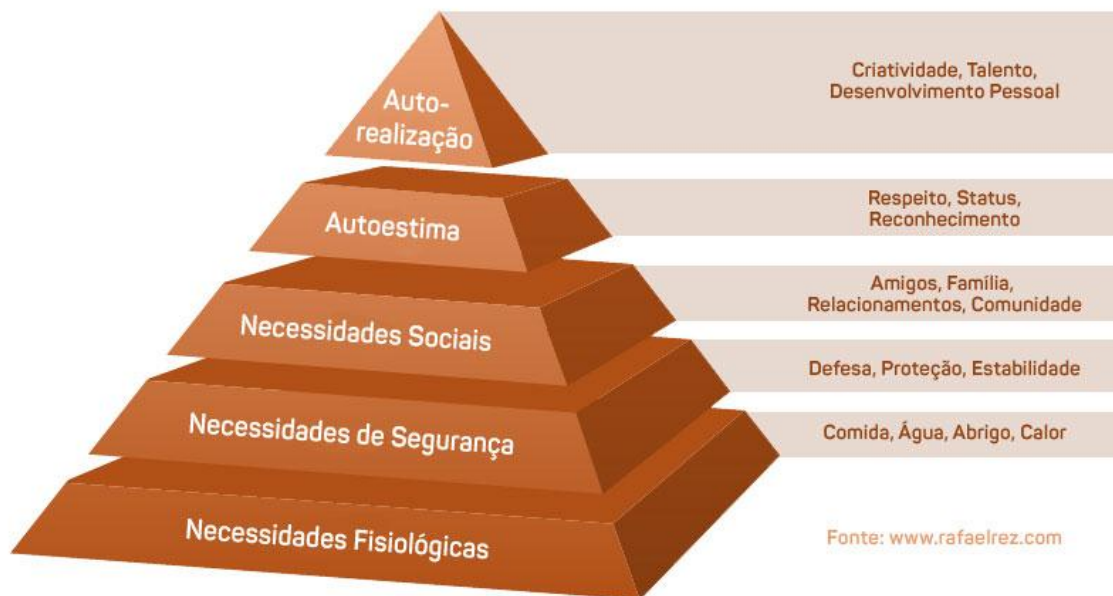 Auto-
realização
Criatividade, Talento,
Desenvolvimento Pessoal
Autoestima
Respeito, Status,
Reconhecimento
Necessidades Sociais
Amigos, Família,
Relacionamentos, Comunidade
Necessidades de Segurança
Defesa, Proteção, Estabilidade
Necessidades Fisiológicas
Comida, Água, Abrigo, Calor
Fonte: www.rafaelrez.com